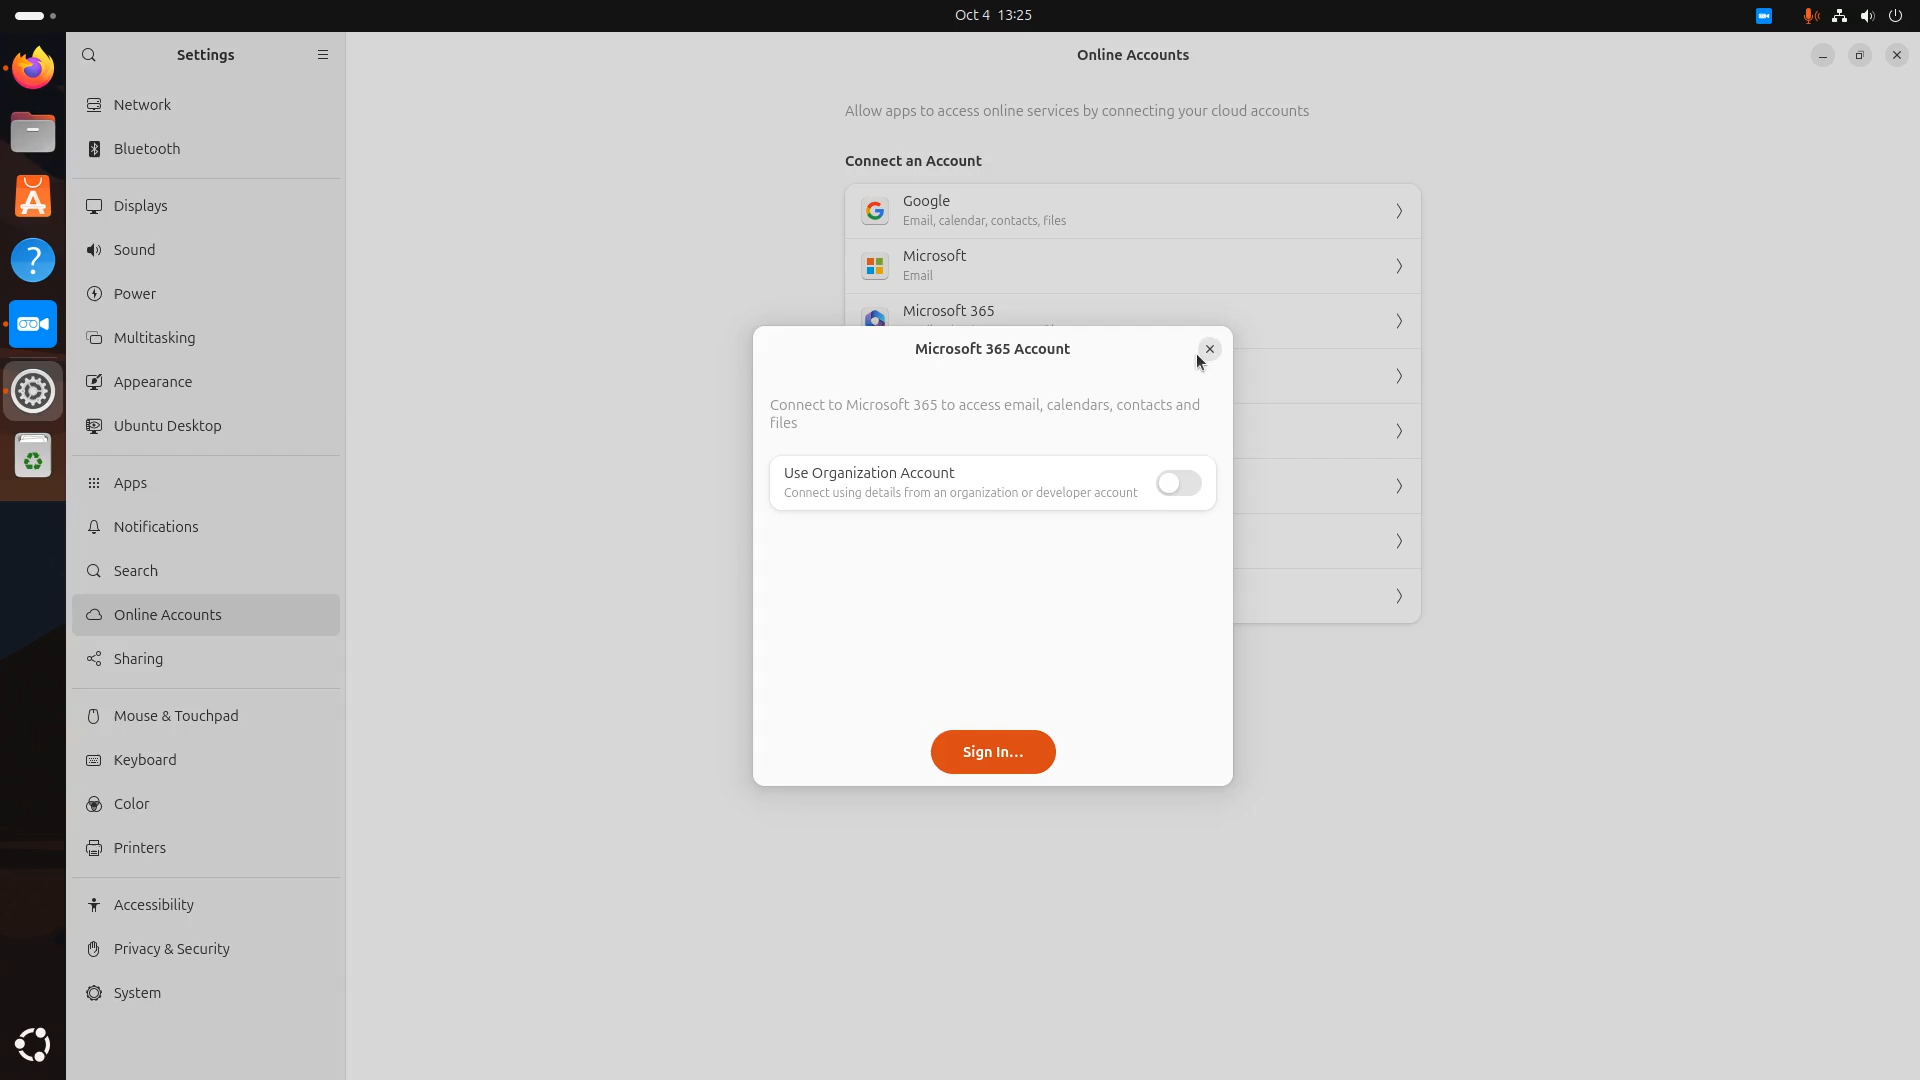 Oct 4 13:25
Settings
Online Accounts
Network
Bluetooth
Displays
Sound
Power
Multitasking
Appearance
Ubuntu Desktop
Apps
Notifications
Search
Online Accounts
Sharing
Mouse & Touchpad
Keyboard
Color
Printers
Accessibility
Privacy & Security
System
Allow apps to access online services by connecting your cloud accounts
Connect an Account
Google
Email, calendar, contacts, files
Microsoft
Email
Microsoft 365
Microsoft 365 Account
Connect to Microsoft 365 to access email, calendars, contacts and
files
Use Organization Account
Connect using details from an organization or developer account
Sign In...